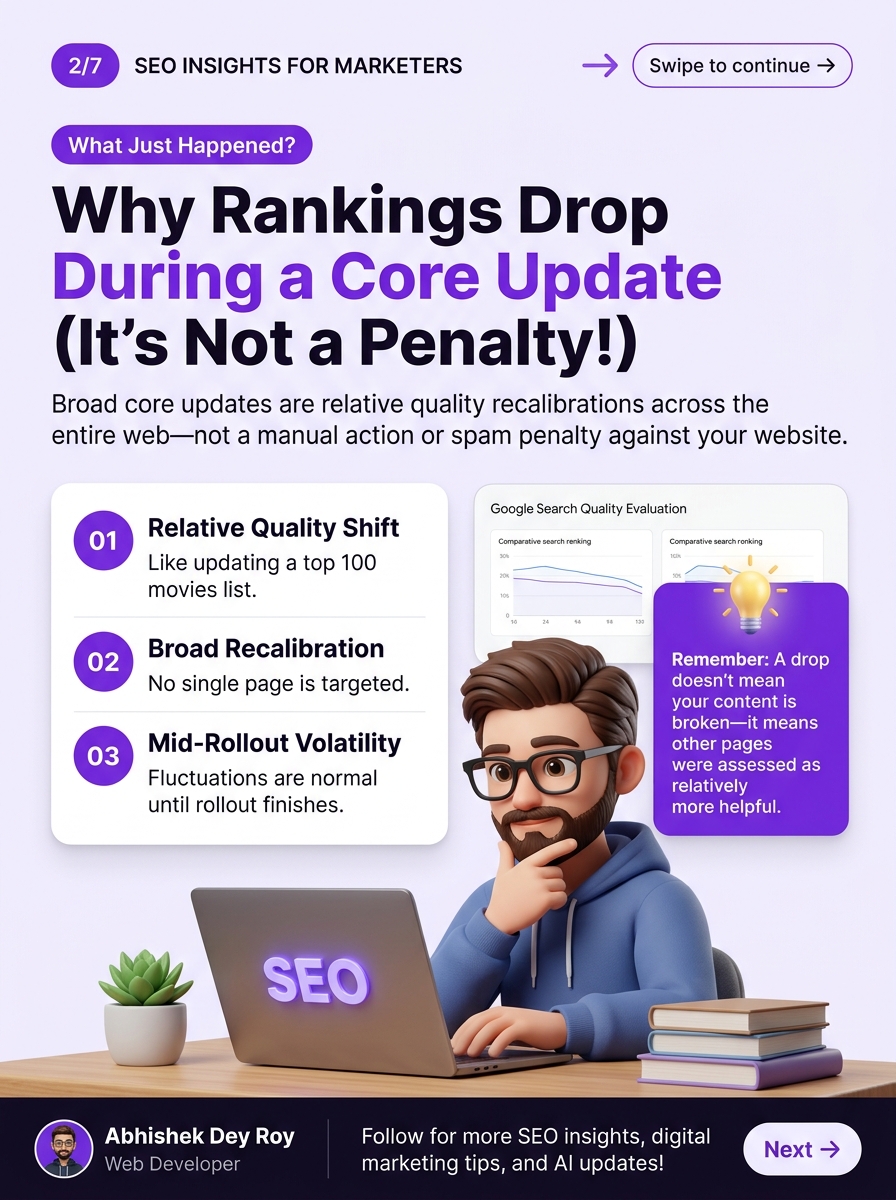 2/7
SEO INSIGHTS FOR MARKETERS
Swipe to continue →
What Just Happened?
Why Rankings Drop
During a Core Update
(It's Not a Penalty!)
Broad core updates are relative quality recalibrations across the
entire web—not a manual action or spam penalty against your website.
01
Relative Quality Shift
Like updating a top 100
movies list.
02
Broad Recalibration
No single page is targeted.
03
Mid-Rollout Volatility
Fluctuations are normal
until rollout finishes.
Google Search Quality Evaluation
Comparative search ranking
30%
20%
10%
0
Comparative search ranking
100%
Remember: A drop
doesn't mean
your content is
broken—it means
other pages
were assessed as
relatively
more helpful.
SEO
Abhishek Dey Roy
Web Developer
Follow for more SEO insights, digital
marketing tips, and AI updates!
Next →